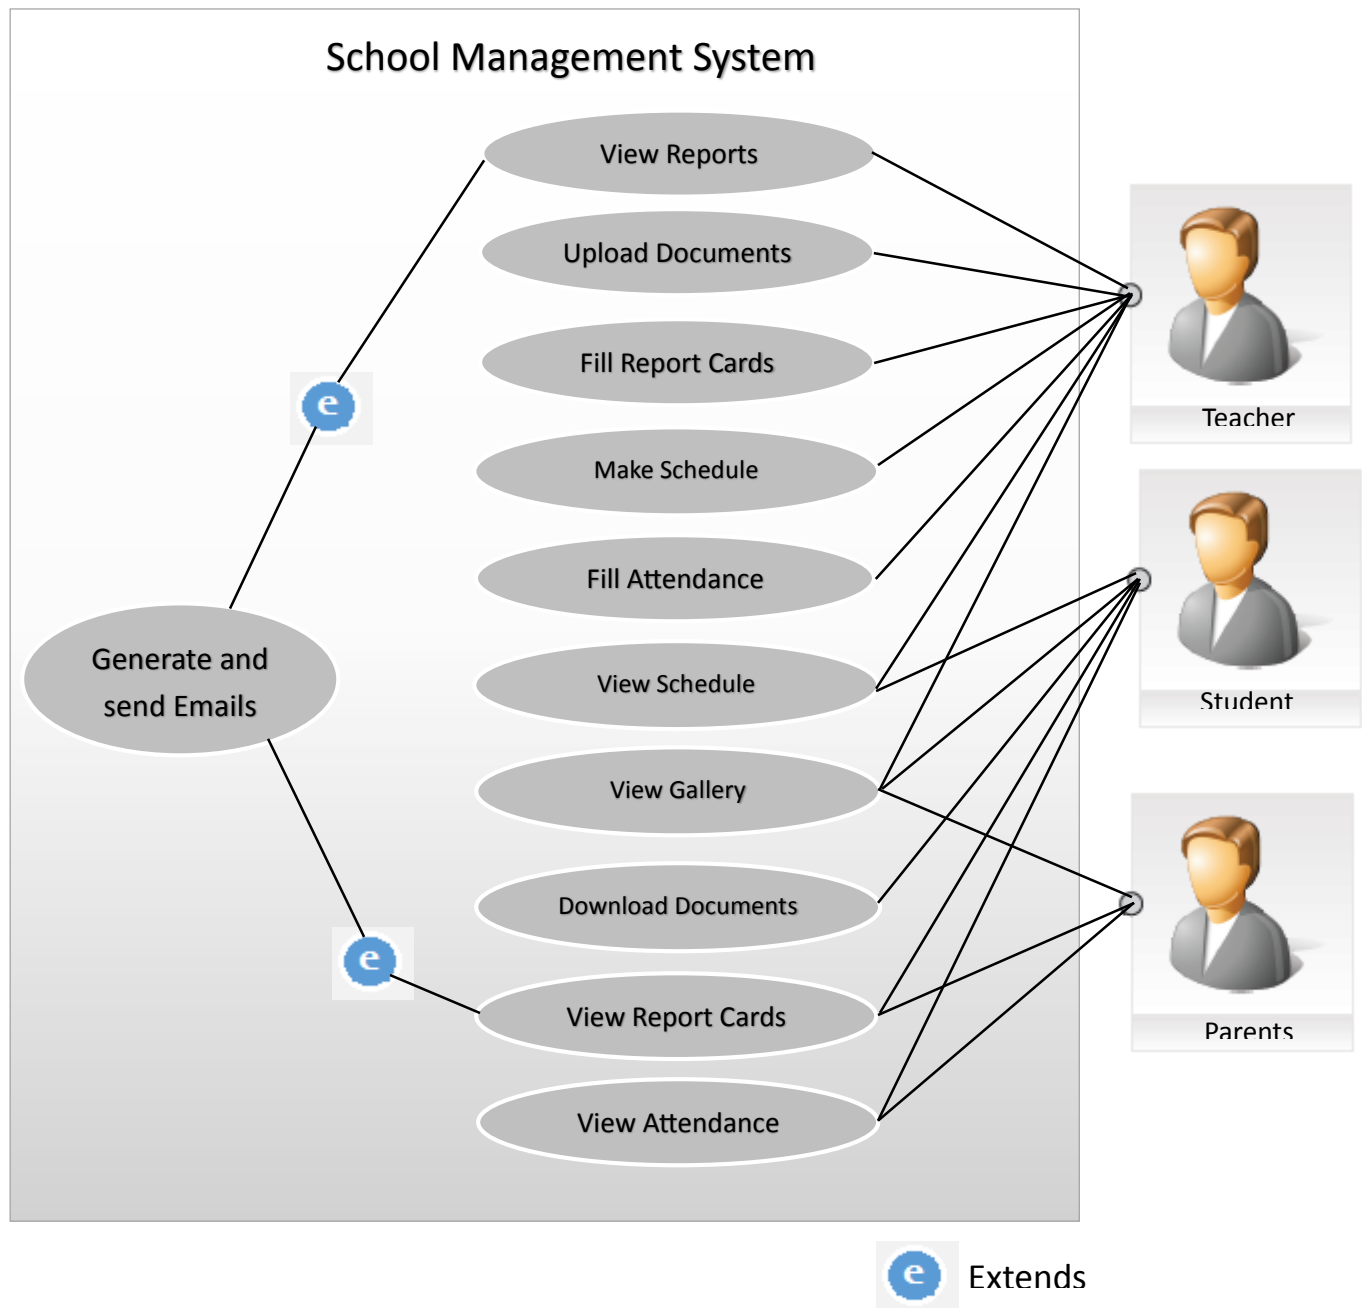 School Management System
View Reports
Upload Documents
Fill Report Cards
Make Schedule
Fill Attendance
View Schedule
View Gallery
Download Documents
View Report Cards
View Attendance
Generate and
send Emails
e
e
Teacher
Student
Parents
e Extends